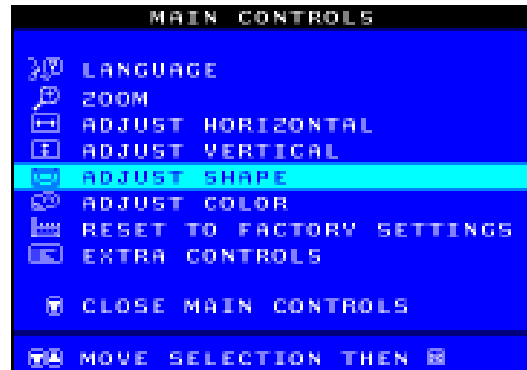 MAIN CONTROLS
LANGUAGE
ZOOM
ADJUST HORIZONTAL
ADJUST VERTICAL
ADJUST SHAPE
ADJUST COLOR
RESET TO FACTORY SETTINGS
EXTRA CONTROLS
CLOSE MAIN CONTROLS
MOVE SELECTION THEN